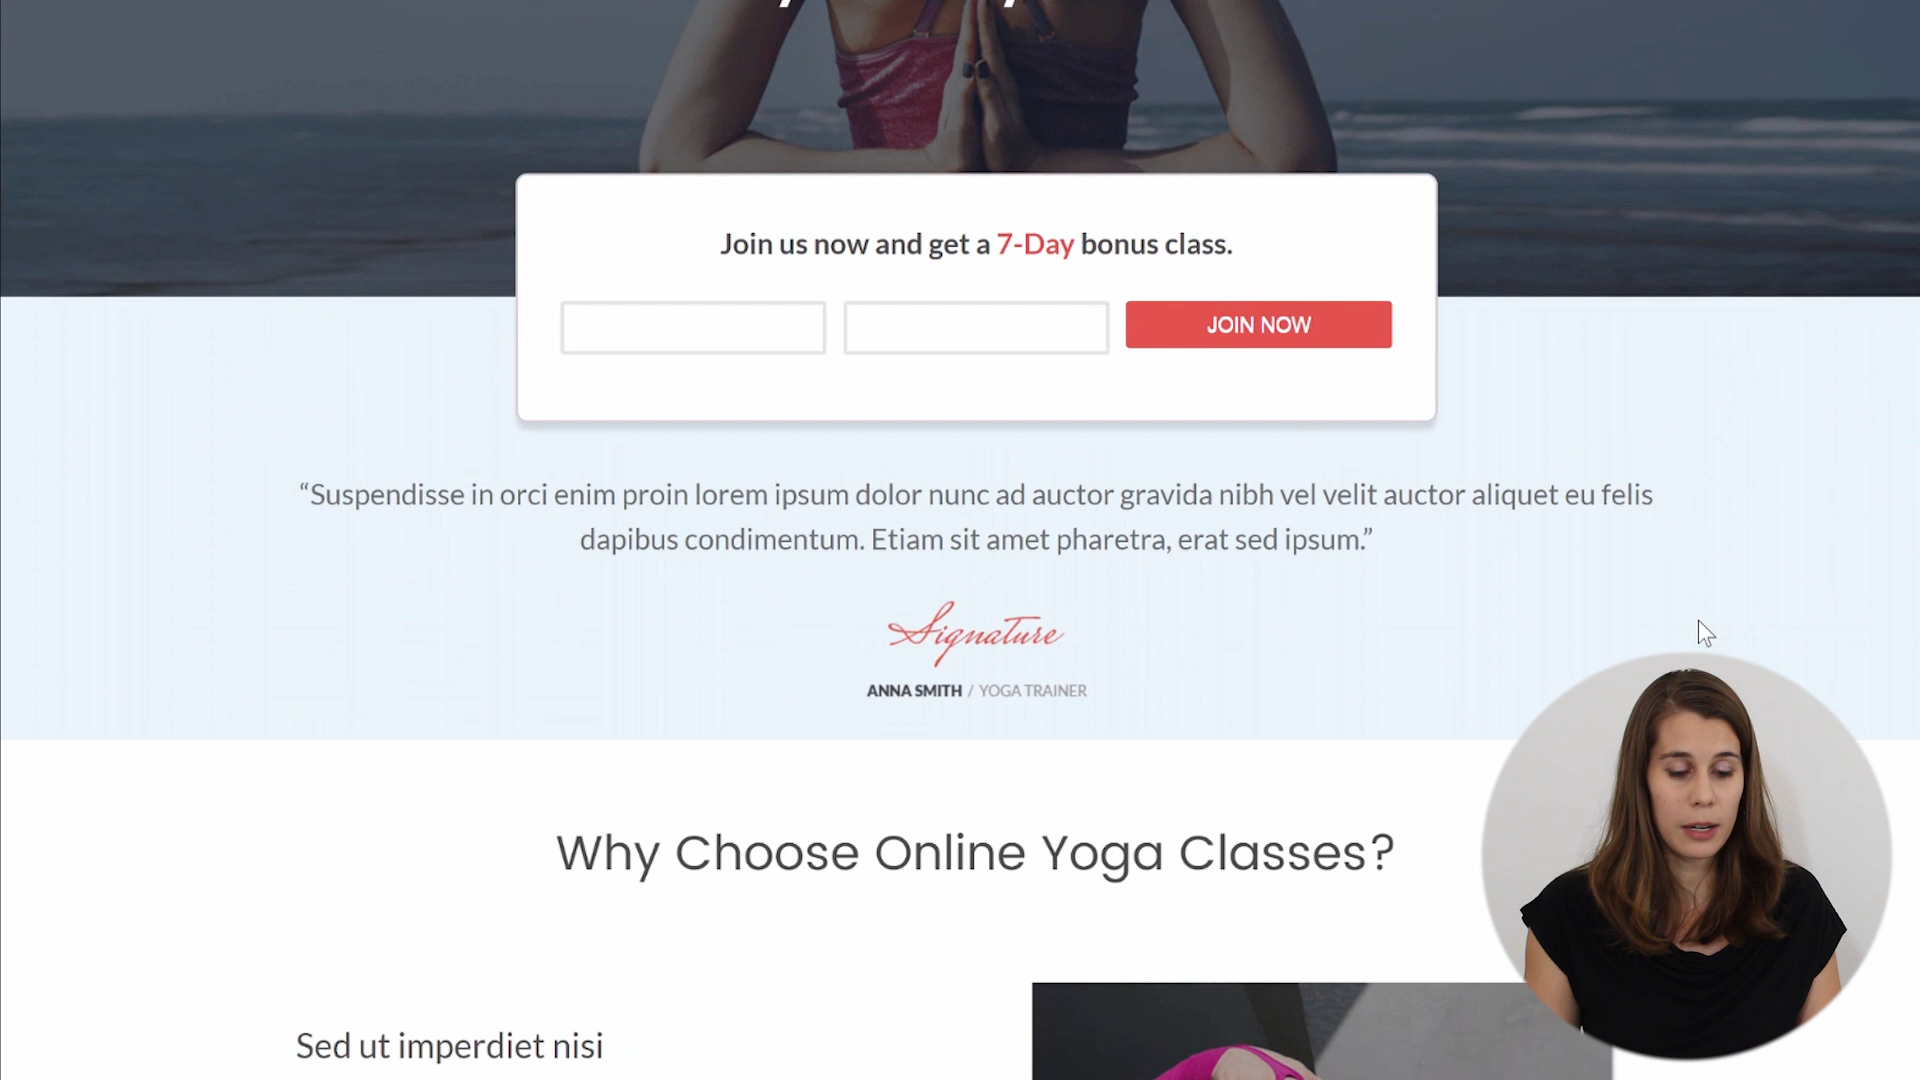 Join us now and get a 7-Day bonus class.
JOIN NOW
“Suspendisse in orci enim proin lorem ipsum dolor nunc ad auctor gravida nibh vel velit auctor aliquet eu felis
dapibus condimentum. Etiam sit amet pharetra, erat sed ipsum.”
Signature
ANNA SMITH / YOGA TRAINER
Why Choose Online Yoga Classes?
Sed ut imperdiet nisi